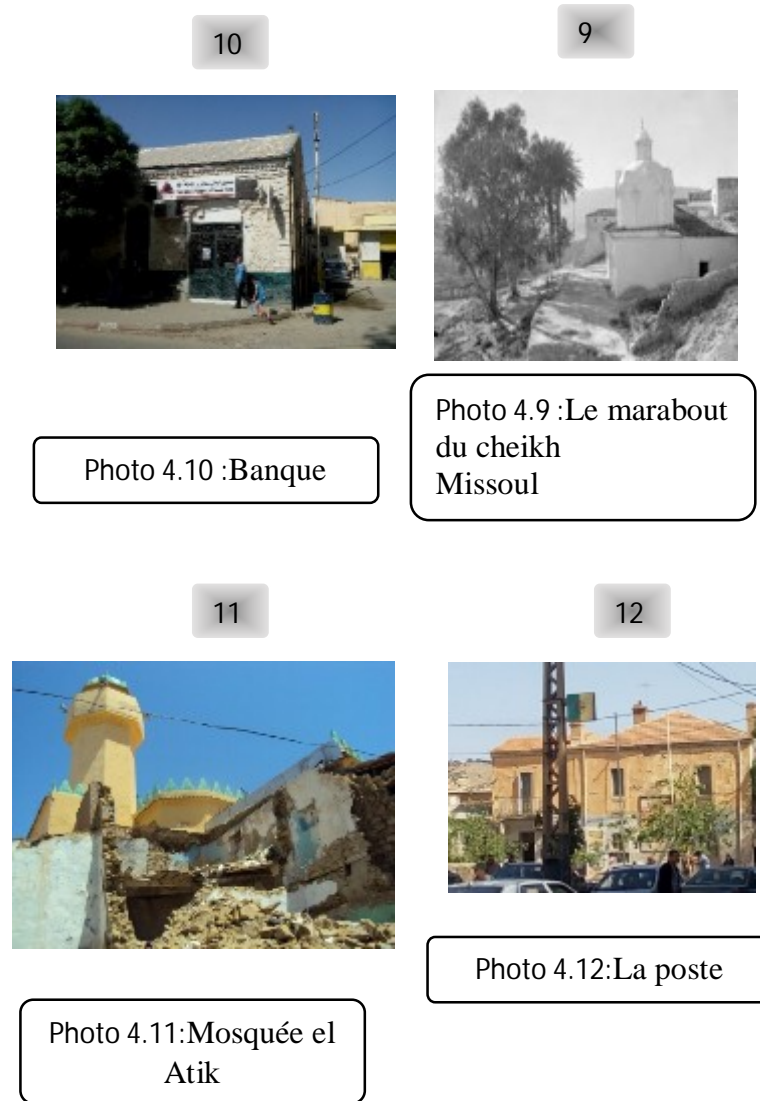 10
9
Photo 4.10 :Banque
Photo 4.9 :Le marabout
du cheikh
Missoul
11
12
Photo 4.11:Mosquée el
Atik
Photo 4.12:La poste